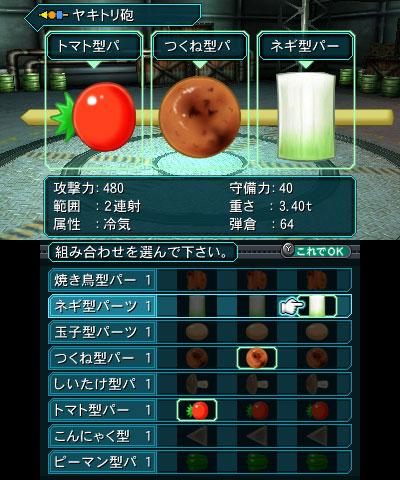 ヤキトリ砲
トマト型パ つくね型パ ネギ型パー
攻撃力: 480 守備力: 40
範囲 : 2連射 重さ : 3.40t
属性 : 冷気 弾倉 : 64
組み合わせを選んで下さい。 ⓎこれでOK
焼き鳥型パー 1
ネギ型パーツ 1
玉子型パーツ 1
つくね型パー 1
しいたけ型パ 1
トマト型パー 1
こんにゃく型 1
ピーマン型パ 1